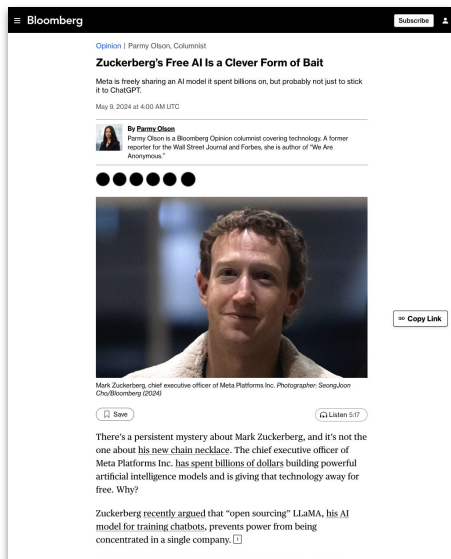 Bloomberg
Subscribe
Opinion | Parmy Olson, Columnist
Zuckerberg's Free AI Is a Clever Form of Bait
Meta is freely sharing an AI model it spent billions on, but probably not just to stick
it to ChatGPT.
May 9, 2024 at 4:00 AM UTC
By Parmy Olson
Parmy Olson is a Bloomberg Opinion columnist covering technology. A former
reporter for the Wall Street Journal and Forbes, she is author of “We Are
Anonymous.”
Copy Link
Mark Zuckerberg, chief executive officer of Meta Platforms Inc. Photographer: SeongJoon
Cho/Bloomberg (2024)
Save
Listen 5:17
There’s a persistent mystery about Mark Zuckerberg, and it’s not the
one about his new chain necklace. The chief executive officer of
Meta Platforms Inc. has spent billions of dollars building powerful
artificial intelligence models and is giving that technology away for
free. Why?
Zuckerberg recently argued that “open sourcing” LLaMA, his AI
model for training chatbots, prevents power from being
concentrated in a single company. 1